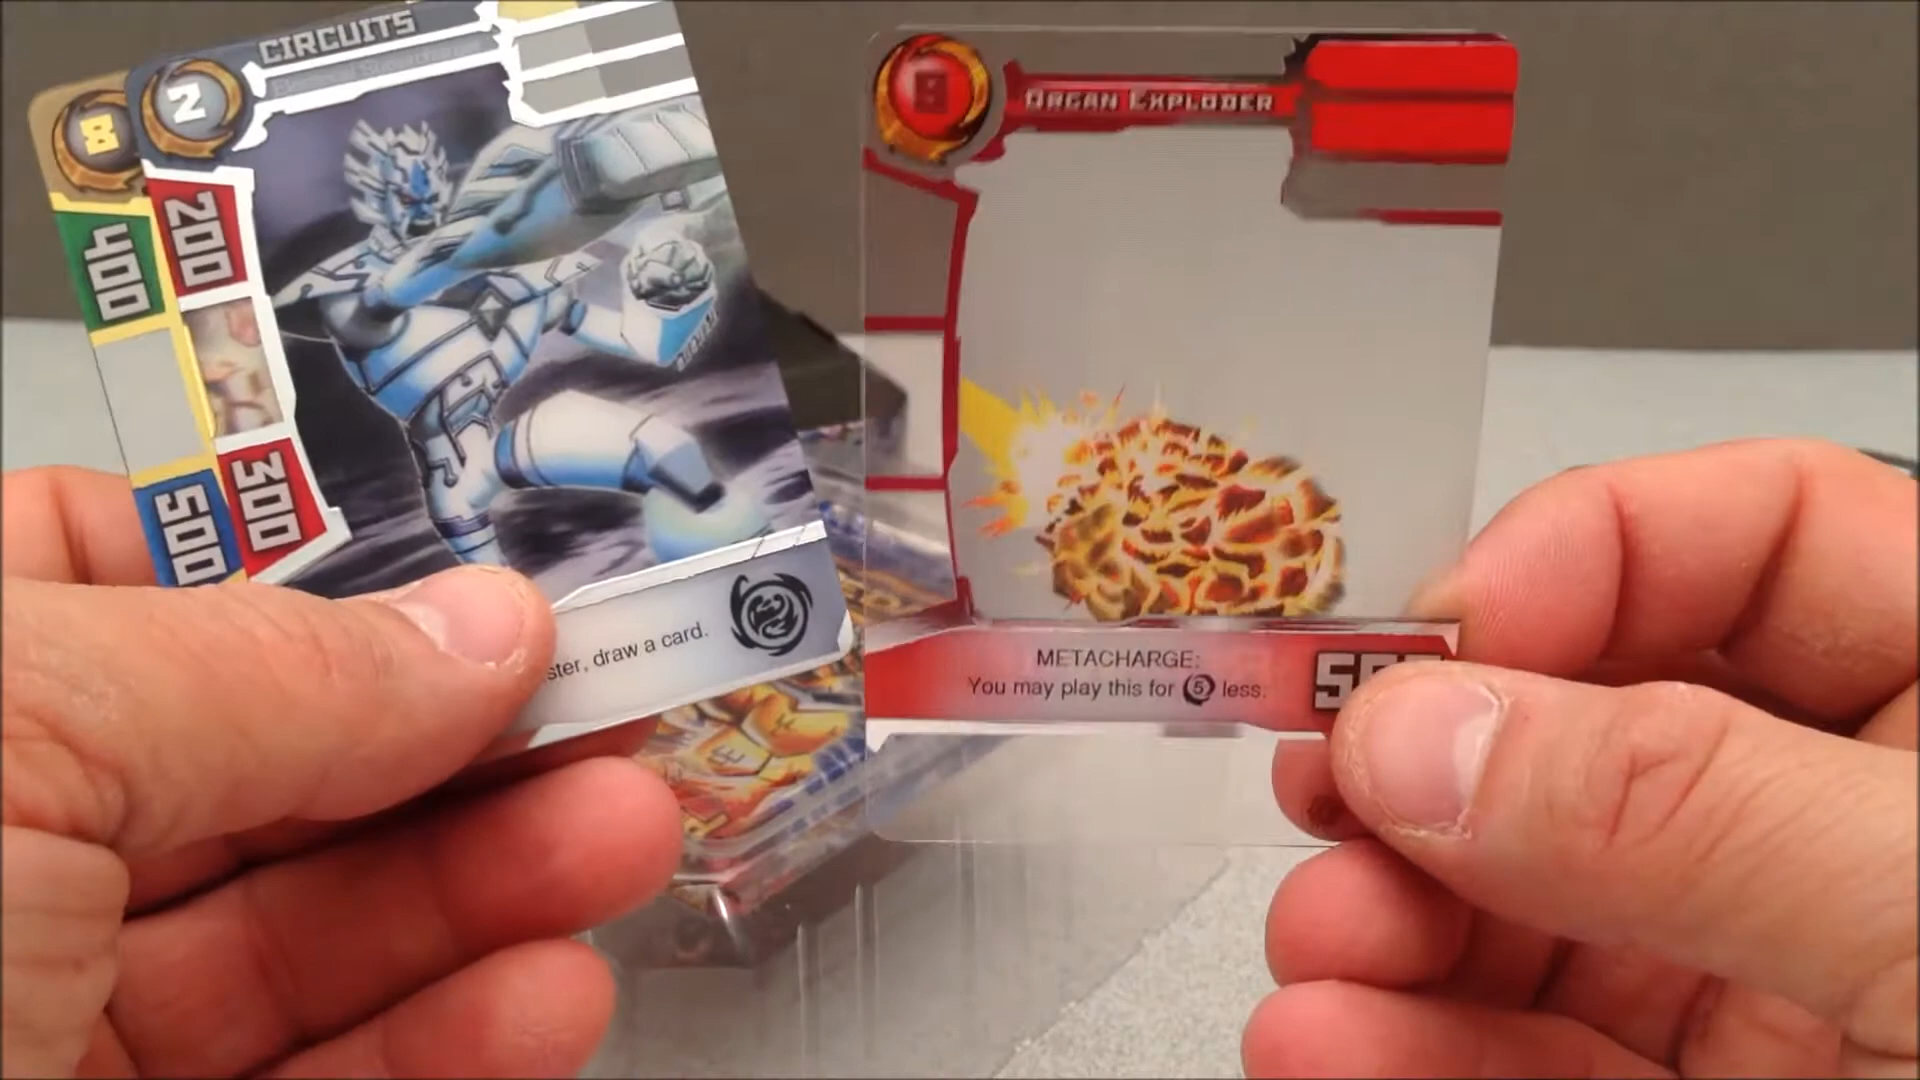 CIRCUITS
8
2
200
400
300
500
ster, draw a card.
ORGAN EXPLODER
METACHARGE:
You may play this for 5 less.